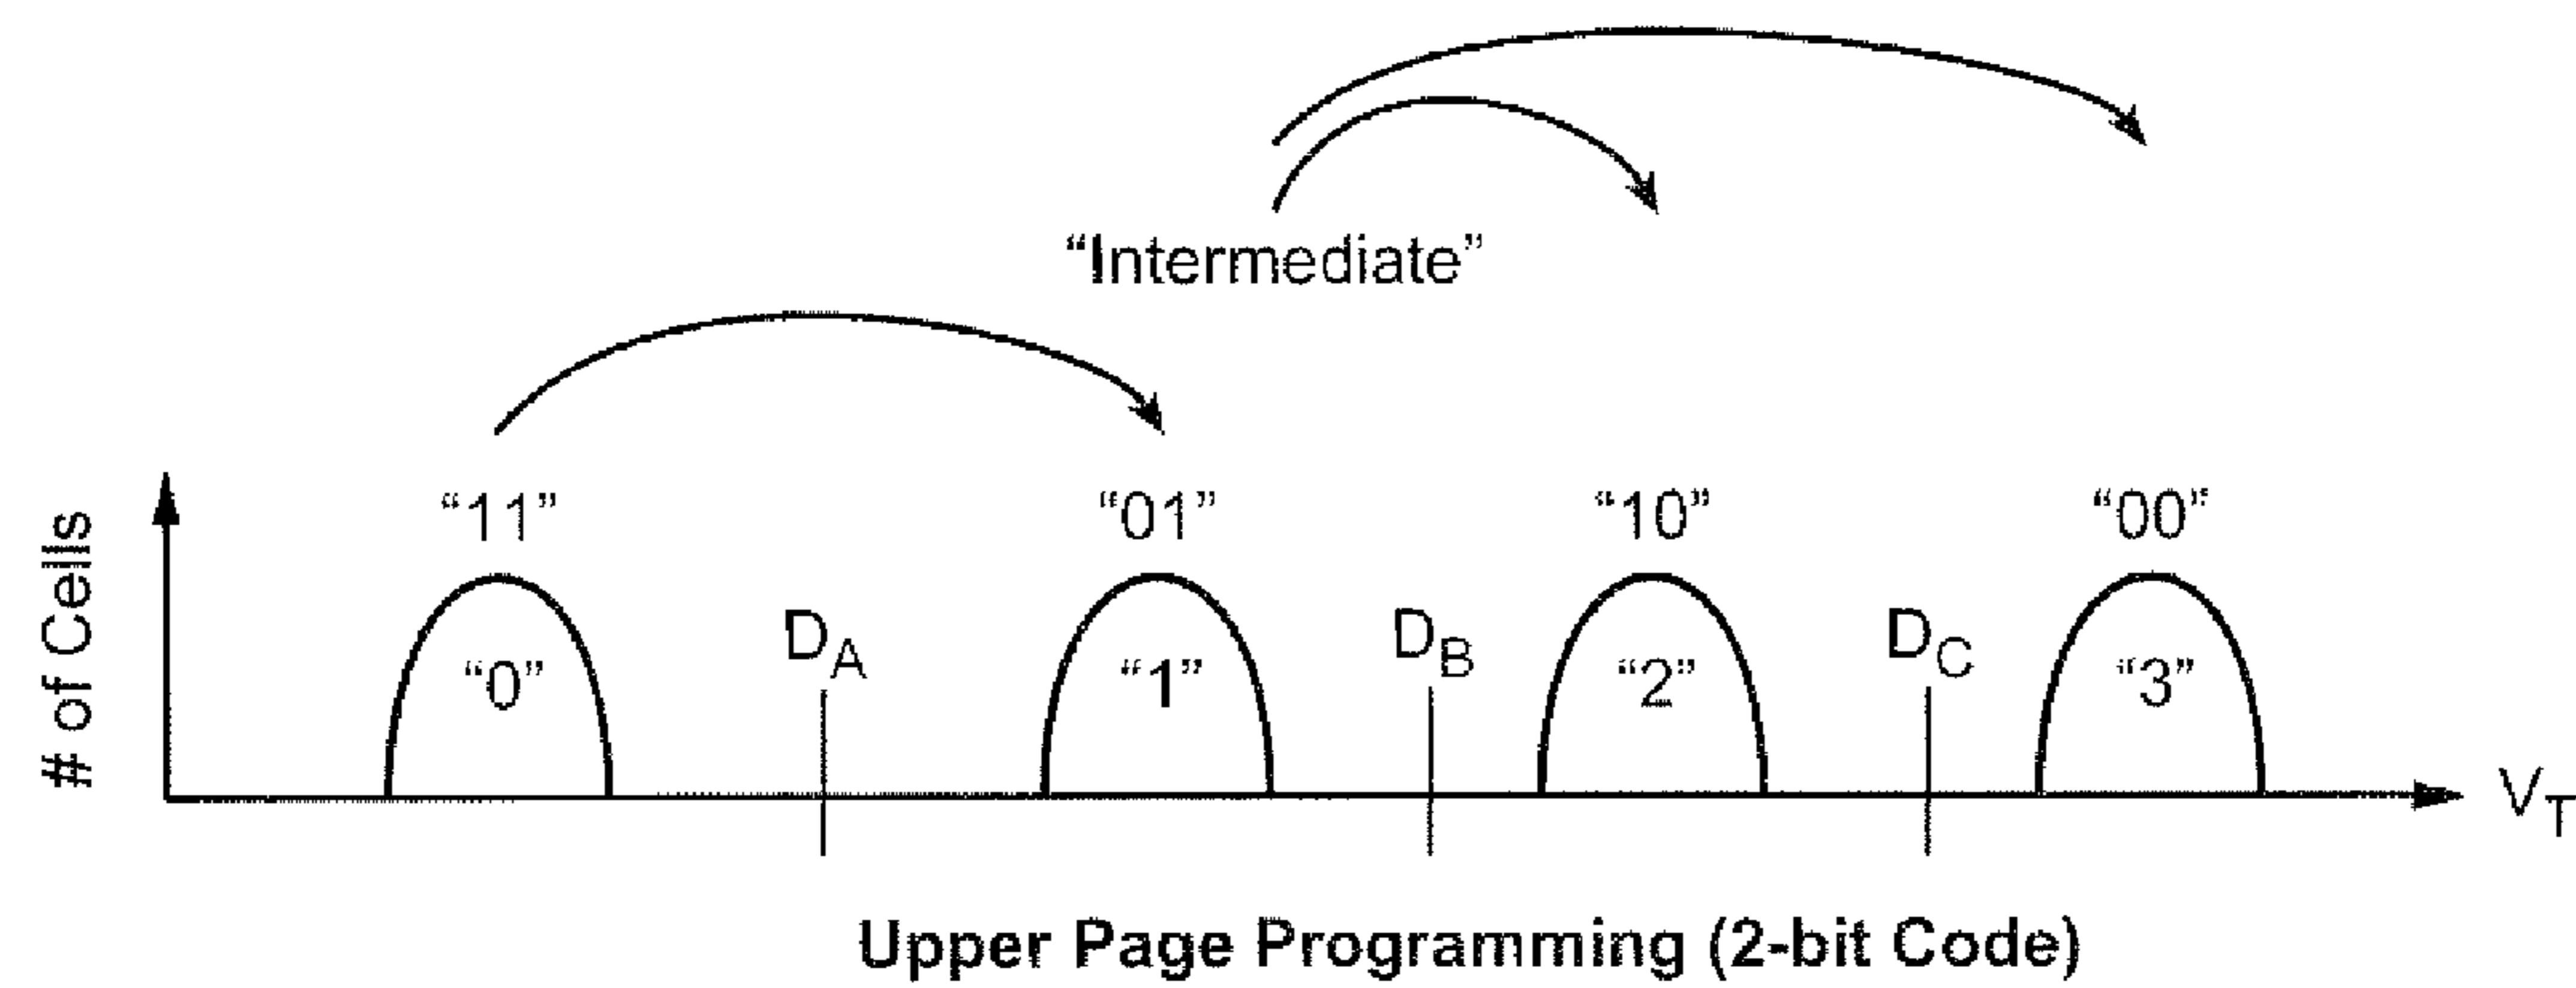 “Intermediate”
“11” “01” “10” “00”
# of Cells
“0” DA “1” DB “2” DC “3”
VT
Upper Page Programming (2-bit Code)